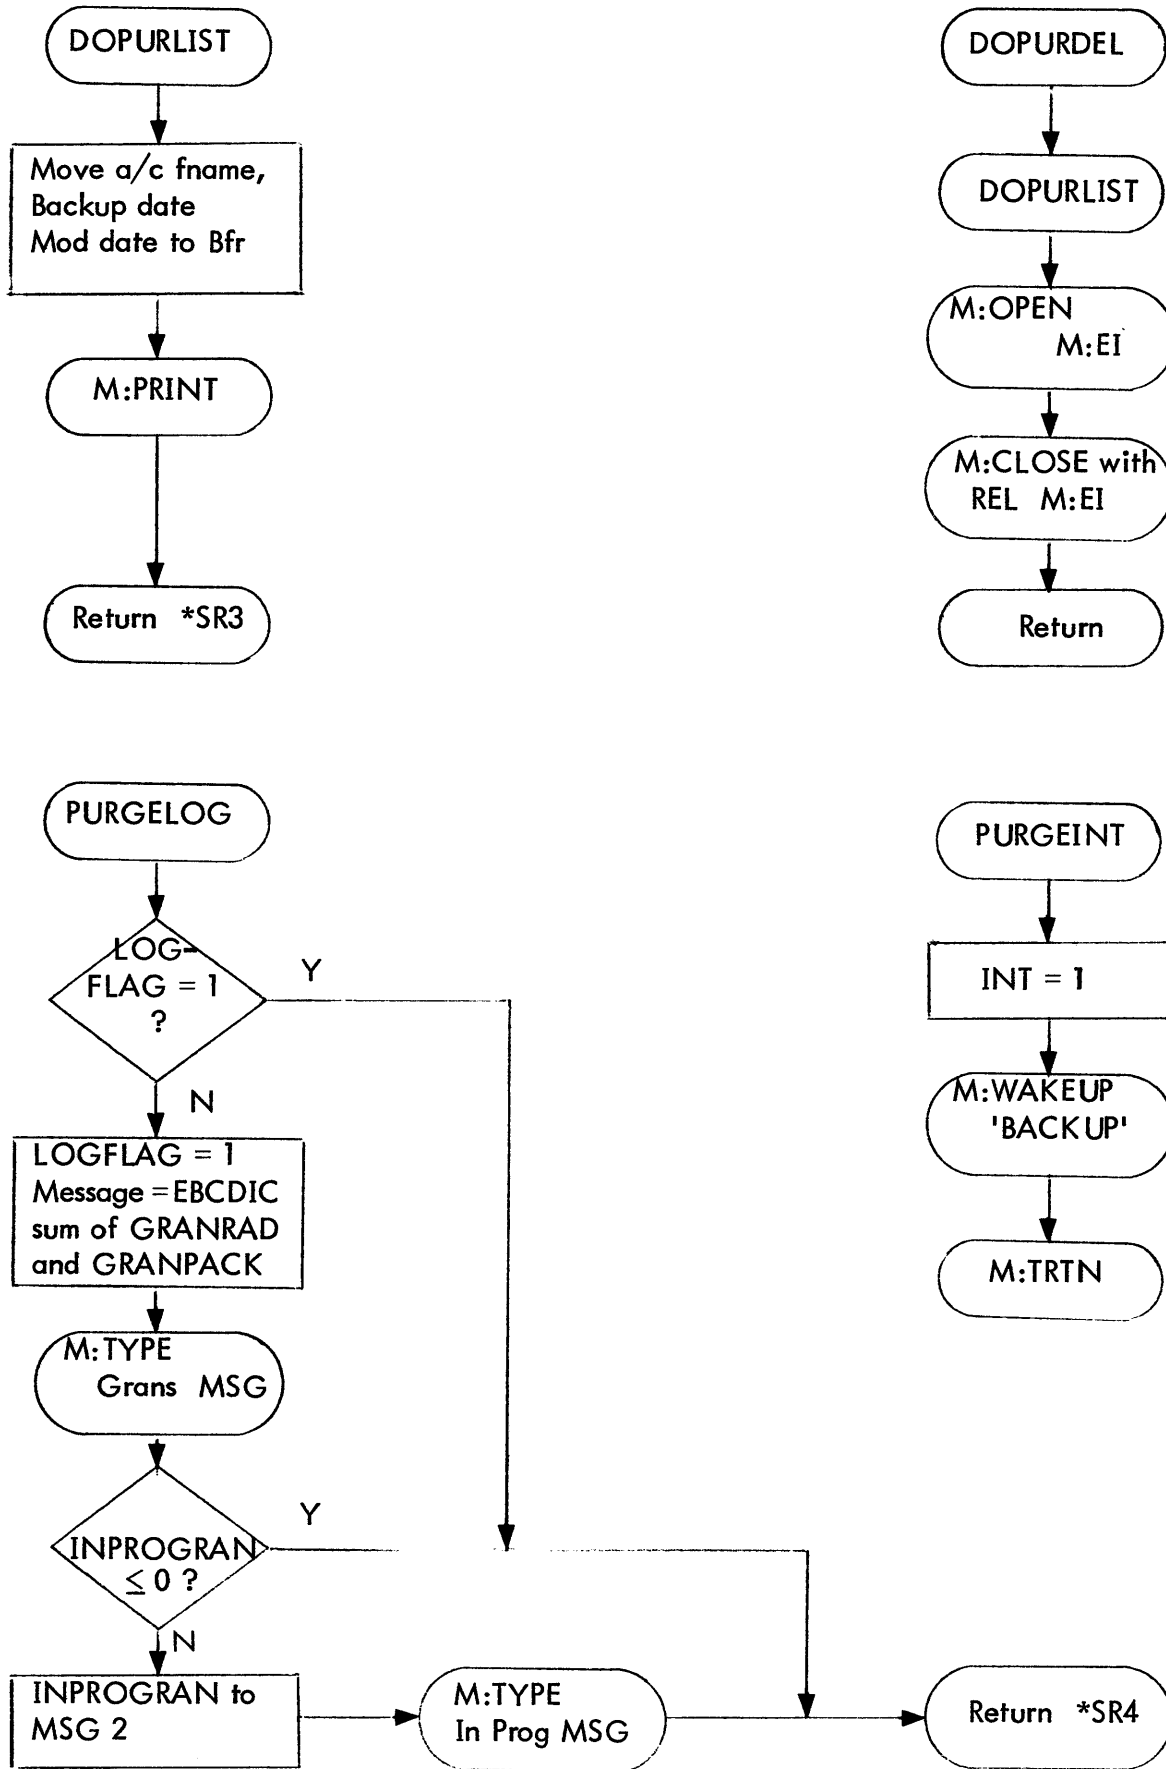 DOPURLIST
Move a/c fname,
Backup date
Mod date to Bfr
M:PRINT
Return *SR3
DOPURDEL
DOPURLIST
M:OPEN
M:EI
M:CLOSE with
REL M:EI
Return
PURGELOG
LOG-
FLAG = 1
?
Y
N
LOGFLAG = 1
Message = EBCDIC
sum of GRANRAD
and GRANPACK
M:TYPE
Grans MSG
INPROGRAN
≤ 0 ?
Y
N
INPROGRAN to
MSG 2
M:TYPE
In Prog MSG
Return *SR4
PURGEINT
INT = 1
M:WAKEUP
'BACKUP'
M:TRTN